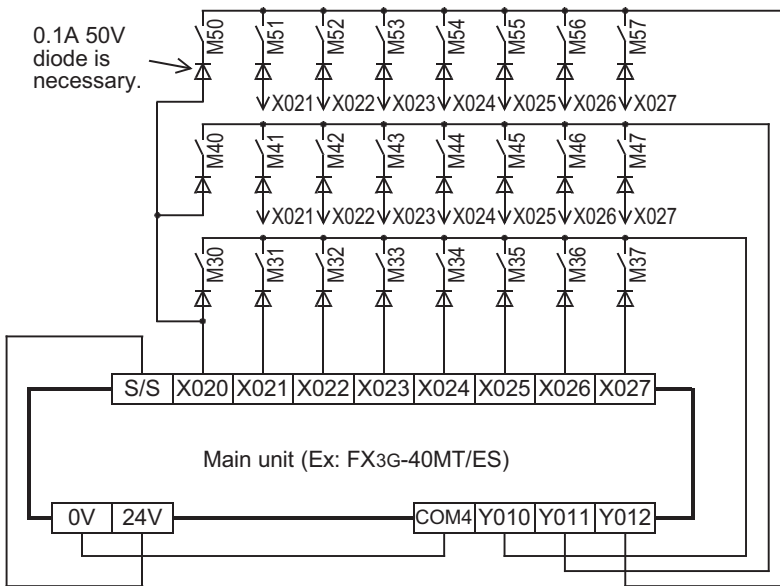 0.1A 50V
diode is
necessary.
M50 M51 M52 M53 M54 M55 M56 M57
X021 X022 X023 X024 X025 X026 X027
M40 M41 M42 M43 M44 M45 M46 M47
X021 X022 X023 X024 X025 X026 X027
M30 M31 M32 M33 M34 M35 M36 M37
S/S X020 X021 X022 X023 X024 X025 X026 X027
Main unit (Ex: FX3G-40MT/ES)
0V 24V COM4 Y010 Y011 Y012